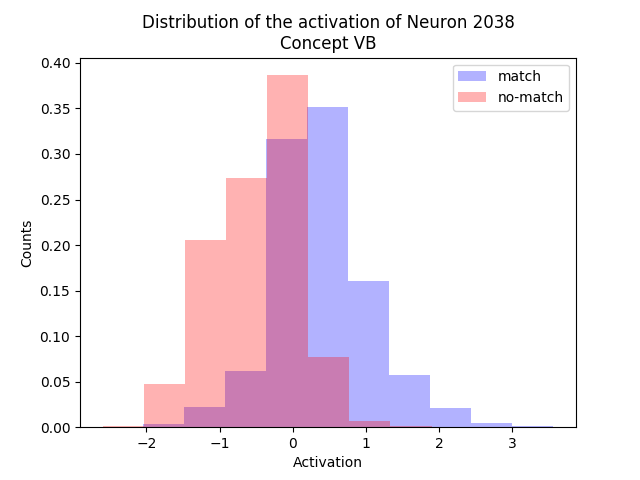 Distribution of the activation of Neuron 2038
Concept VB
match
no-match
0.40
0.35
0.30
0.25
0.20
0.15
0.10
0.05
0.00
Counts
−2
−1
0
1
2
3
Activation